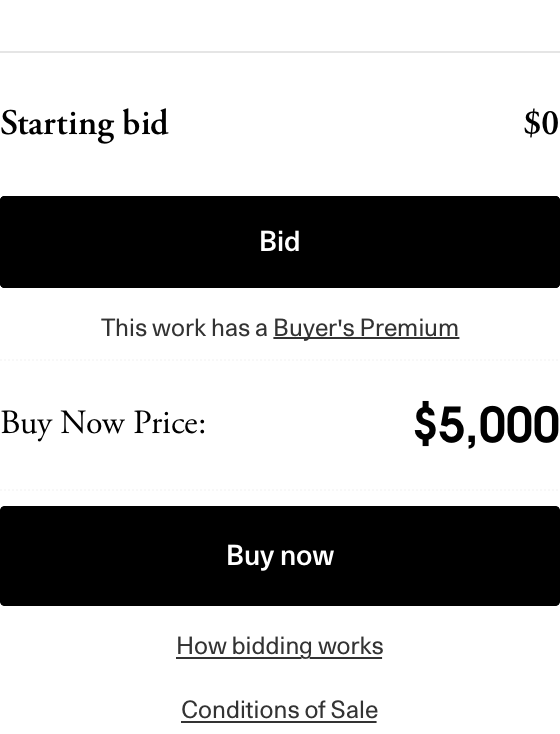 Starting bid $0
Bid
This work has a Buyer's Premium
Buy Now Price: $5,000
Buy now
How bidding works
Conditions of Sale